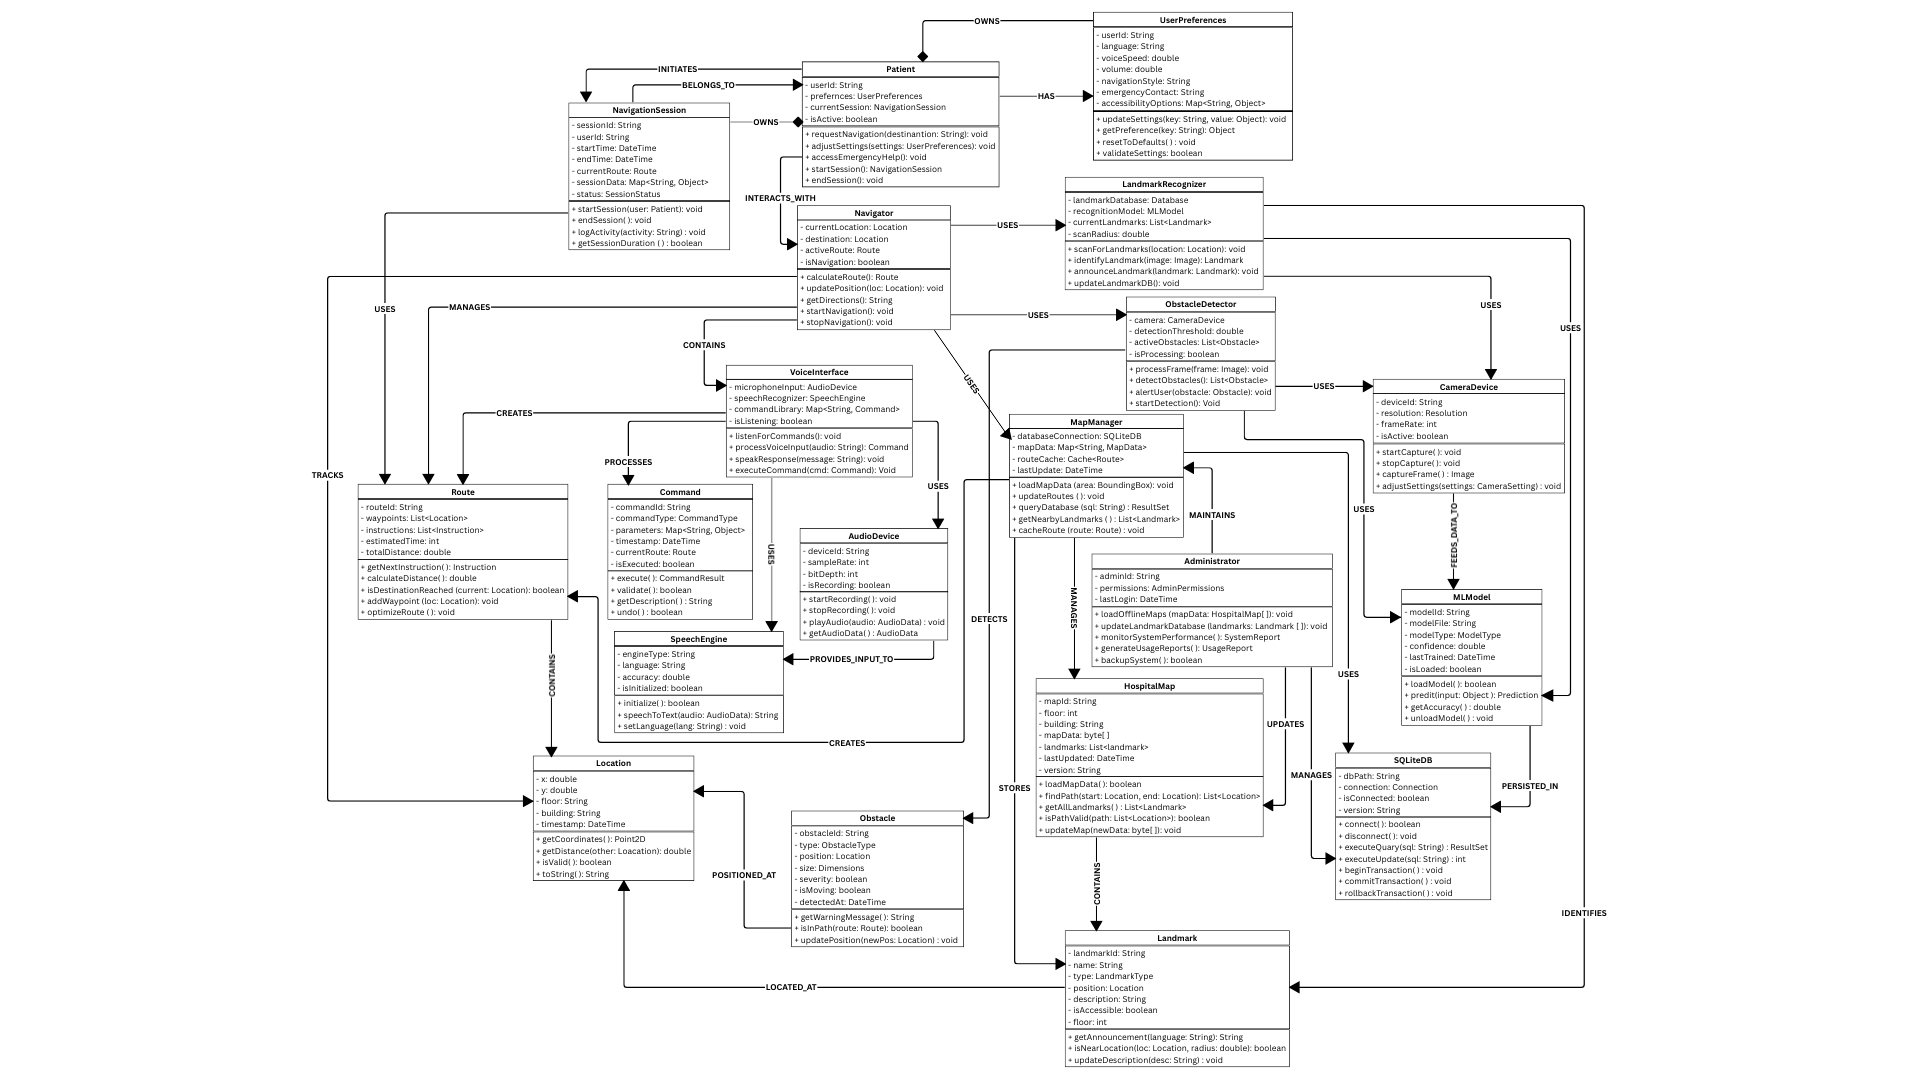 OWNS
UserPreferences
- userId: String
- language: String
- voiceSpeed: double
- volume: double
- navigationStyle: String
- emergencyContact: String
- accessibilityOptions: Map<String, Object>
+ updateSettings(key: String, value: Object): void
+ getPreference(key: String): Object
+ resetToDefaults( ) : void
+ validateSettings: boolean
INITIATES
BELONGS_TO
OWNS
HAS
Patient
- userId: String
- prefernces: UserPreferences
- currentSession: NavigationSession
- isActive: boolean
+ requestNavigation(destinantion: String): void
+ adjustSettings(settings: UserPreferences): void
+ accessEmergencyHelp(): void
+ startSession(): NavigationSession
+ endSession(): void
NavigationSession
- sessionId: String
- userId: String
- startTime: DateTime
- endTime: DateTime
- currentRoute: Route
- sessionData: Map<String, Object>
- status: SessionStatus
+ startSession(user: Patient): void
+ endSession( ): void
+ logActivity(activity: String) : void
+ getSessionDuration ( ) : boolean
INTERACTS_WITH
Navigator
- currentLocation: Location
- destination: Location
- activeRoute: Route
- isNavigation: boolean
+ calculateRoute(): Route
+ updatePosition(loc: Location): void
+ getDirections(): String
+ startNavigation(): void
+ stopNavigation(): void
USES
LandmarkRecognizer
- landmarkDatabase: Database
- recognitionModel: MLModel
- currentLandmarks: List<Landmark>
- scanRadius: double
+ scanForLandmarks(location: Location): void
+ identifyLandmark(image: Image): Landmark
+ announceLandmark(landmark: Landmark): void
+ updateLandmarkDB(): void
USES
MANAGES
USES
USES
USES
ObstacleDetector
- camera: CameraDevice
- detectionThreshold: double
- activeObstacles: List<Obstacle>
- isProcessing: boolean
+ processFrame(frame: Image): void
+ detectObstacles(): List<Obstacle>
+ alertUser(obstacle: Obstacle): void
+ startDetection(): Void
CONTAINS
USES
USES
VoiceInterface
- microphoneInput: AudioDevice
- speechRecognizer: SpeechEngine
- commandLibrary: Map<String, Command>
- isListening: boolean
+ listenForCommands(): void
+ processVoiceInput(audio: String): Command
+ speakResponse(message: String): void
+ executeCommand(cmd: Command): Void
CameraDevice
- deviceId: String
- resolution: Resolution
- frameRate: int
- isActive: boolean
+ startCapture( ): void
+ stopCapture( ): void
+ captureFrame( ) : Image
+ adjustSettings(settings: CameraSetting) : void
CREATES
MapManager
- databaseConnection: SQLiteDB
- mapData: Map<String, MapData>
- routeCache: Cache<Route>
- lastUpdate: DateTime
+ loadMapData (area: BoundingBox): void
+ updateRoutes ( ): void
+ queryDatabase (sql: String) : ResultSet
+ getNearbyLandmarks ( ) : List<Landmark>
+ cacheRoute (route: Route) : void
TRACKS
PROCESSES
USES
USES
MAINTAINS
FEEDS_DATA_TO
Route
- routeId: String
- waypoints: List<Location>
- instructions: List<Instruction>
- estimatedTime: int
- totalDistance: double
+ getNextInstruction( ): Instruction
+ calculateDistance( ): double
+ isDestinationReached (current: Location): boolean
+ addWaypoint (loc: Location): void
+ optimizeRoute ( ): void
Command
- commandId: String
- commandType: CommandType
- parameters: Map<String, Object>
- timestamp: DateTime
- currentRoute: Route
- isExecuted: boolean
+ execute( ): CommandResult
+ validate( ): boolean
+ getDescription( ) : String
+ undo( ) : boolean
USES
AudioDevice
- deviceId: String
- sampleRate: int
- bitDepth: int
- isRecording: boolean
+ startRecording( ): void
+ stopRecording( ): void
+ playAudio(audio: AudioData) : void
+ getAudioData( ) : AudioData
Administrator
- adminId: String
- permissions: AdminPermissions
- lastLogin: DateTime
+ loadOfflineMaps (mapData: HospitalMap[ ]): void
+ updateLandmarkDatabase (landmarks: Landmark [ ]): void
+ monitorSystemPerformance( ): SystemReport
+ generateUsageReports( ): UsageReport
+ backupSystem( ): boolean
MANAGES
DETECTS
MLModel
- modelId: String
- modelFile: String
- modelType: ModelType
- confidence: double
- lastTrained: DateTime
- isLoaded: boolean
+ loadModel( ) : boolean
+ predit(input: Object ): Prediction
+ getAccuracy( ) : double
+ unloadModel( ) : void
SpeechEngine
- engineType: String
- language: String
- accuracy: double
- isInitialized: boolean
+ initialize( ): boolean
+ speechToText(audio: AudioData): String
+ setLanguage(lang: String) : void
PROVIDES_INPUT_TO
CONTAINS
USES
HospitalMap
- mapId: String
- floor: int
- building: String
- mapData: byte[ ]
- landmarks: List<landmark>
- lastUpdated: DateTime
- version: String
+ loadMapData( ): boolean
+ findPath(start: Location, end: Location): List<Location>
+ getAllLandmarks( ) : List<Landmark>
+ isPathValid(path: List<Location>): boolean
+ updateMap(newData: byte[ ]): void
UPDATES
CREATES
Location
- x: double
- y: double
- floor: String
- building: String
- timestamp: DateTime
+ getCoordinates( ): Point2D
+ getDistance(other: Loacation): double
+ isValid( ): boolean
+ toString( ): String
MANAGES
SQLiteDB
- dbPath: String
- connection: Connection
- isConnected: boolean
- version: String
+ connect( ): boolean
+ disconnect( ): void
+ executeQuary(sql: String) : ResultSet
+ executeUpdate(sql: String) : int
+ beginTransaction( ) : void
+ commitTransaction( ) : void
+ rollbackTransaction( ) : void
PERSISTED_IN
STORES
Obstacle
- obstacleId: String
- type: ObstacleType
- position: Location
- size: Dimensions
- severity: boolean
- isMoving: boolean
- detectedAt: DateTime
+ getWarningMessage( ): String
+ isInPath(route: Route): boolean
+ updatePosition(newPos: Location) : void
POSITIONED_AT
CONTAINS
IDENTIFIES
Landmark
- landmarkId: String
- name: String
- type: LandmarkType
- position: Location
- description: String
- isAccessible: boolean
- floor: int
+ getAnnouncement(language: String): String
+ isNearLocation(loc: Location, radius: double): boolean
+ updateDescription(desc: String) : void
LOCATED_AT